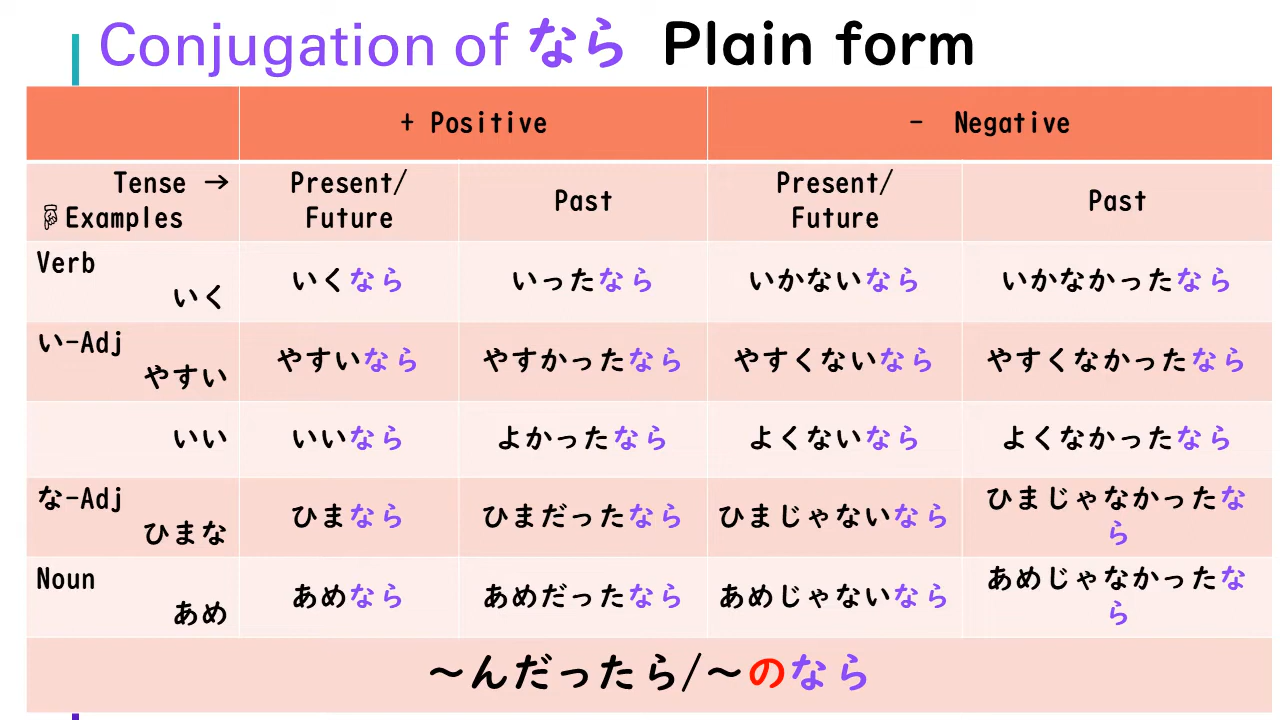 Conjugation of なら Plain form
+ Positive
- Negative
Tense →
☟Examples
Present/
Future
Past
Present/
Future
Past
Verb
いく
いくなら
いったなら
いかないなら
いかなかったなら
い-Adj
やすい
やすいなら
やすかったなら
やすくないなら
やすくなかったなら
いい
いいなら
よかったなら
よくないなら
よくなかったなら
な-Adj
ひまな
ひまなら
ひまだったなら
ひまじゃないなら
ひまじゃなかったな
ら
Noun
あめ
あめなら
あめだったなら
あめじゃないなら
あめじゃなかったな
ら
～んだったら/～のなら